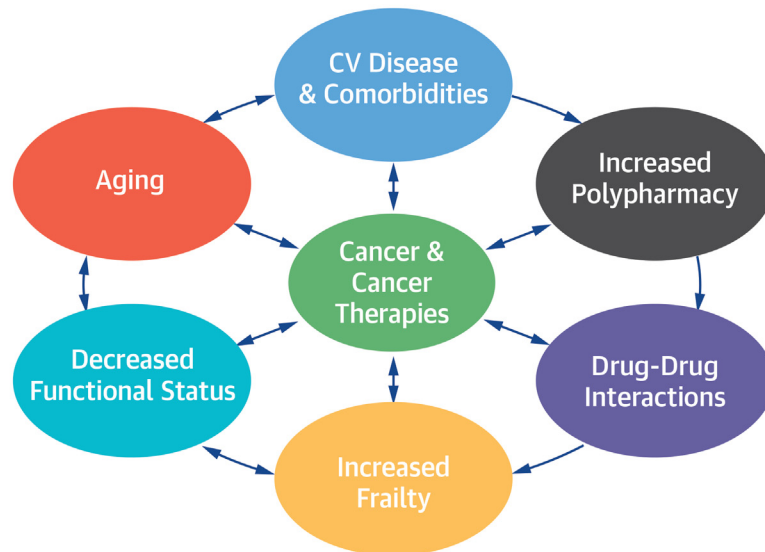 CV Disease
& Comorbidities
Aging
Increased
Polypharmacy
Cancer &
Cancer
Therapies
Decreased
Functional Status
Drug-Drug
Interactions
Increased
Frailty